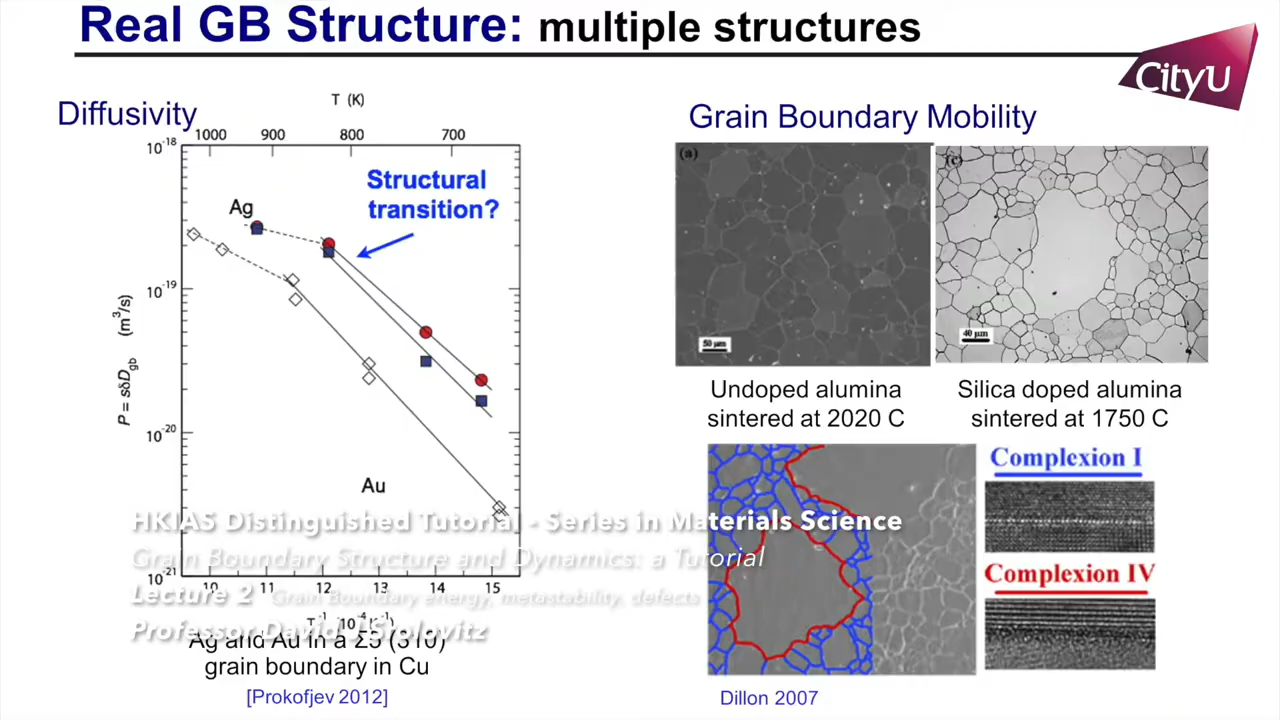 Real GB Structure: multiple structures
CityU
Diffusivity
T (K)
1000 900 800 700
10-18
10-19
10-20
10-21
P = sδDgb (m3/s)
Ag
Structural
transition?
Au
10 11 12 13 14 15
T-1 (10-4 K-1)
Ag and Au in a Σ5 (310)
grain boundary in Cu
[Prokofjev 2012]
Grain Boundary Mobility
(a)
50 μm
(c)
40 μm
Undoped alumina
sintered at 2020 C
Silica doped alumina
sintered at 1750 C
Complexion I
Complexion IV
Dillon 2007
HKIAS Distinguished Tutorial - Series in Materials Science
Grain Boundary Structure and Dynamics: a Tutorial
Lecture 2 Grain Boundary energy, metastability, defects
Professor David Srolovitz